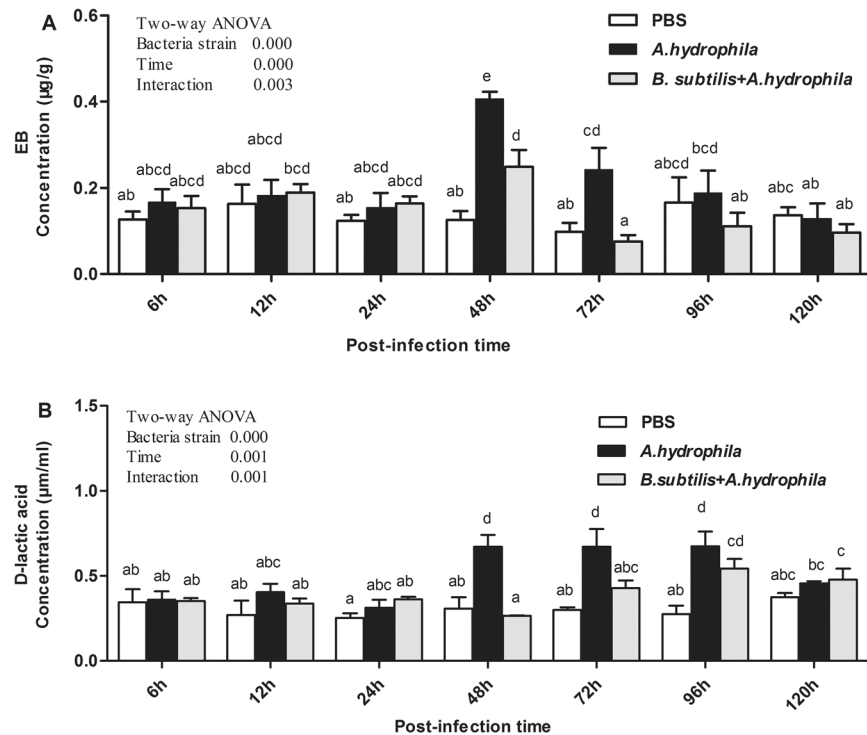 A
Two-way ANOVA
Bacteria strain 0.000
Time 0.000
Interaction 0.003
PBS
A.hydrophila
B. subtilis+A.hydrophila
EB
Concentration (µg/g)
0.6
0.4
0.2
0.0
ab abcd abcd
abcd abcd bcd
ab abcd abcd
ab e d
ab cd a
abcd bcd ab
abc ab ab
6h 12h 24h 48h 72h 96h 120h
Post-infection time
B
Two-way ANOVA
Bacteria strain 0.000
Time 0.001
Interaction 0.001
PBS
A.hydrophila
B.subtilis+A.hydrophila
D-lactic acid
Concentration (µm/ml)
1.5
1.0
0.5
0.0
ab ab ab
ab abc ab
a abc ab
ab d a
ab d abc
ab d cd
abc bc c
6h 12h 24h 48h 72h 96h 120h
Post-infection time